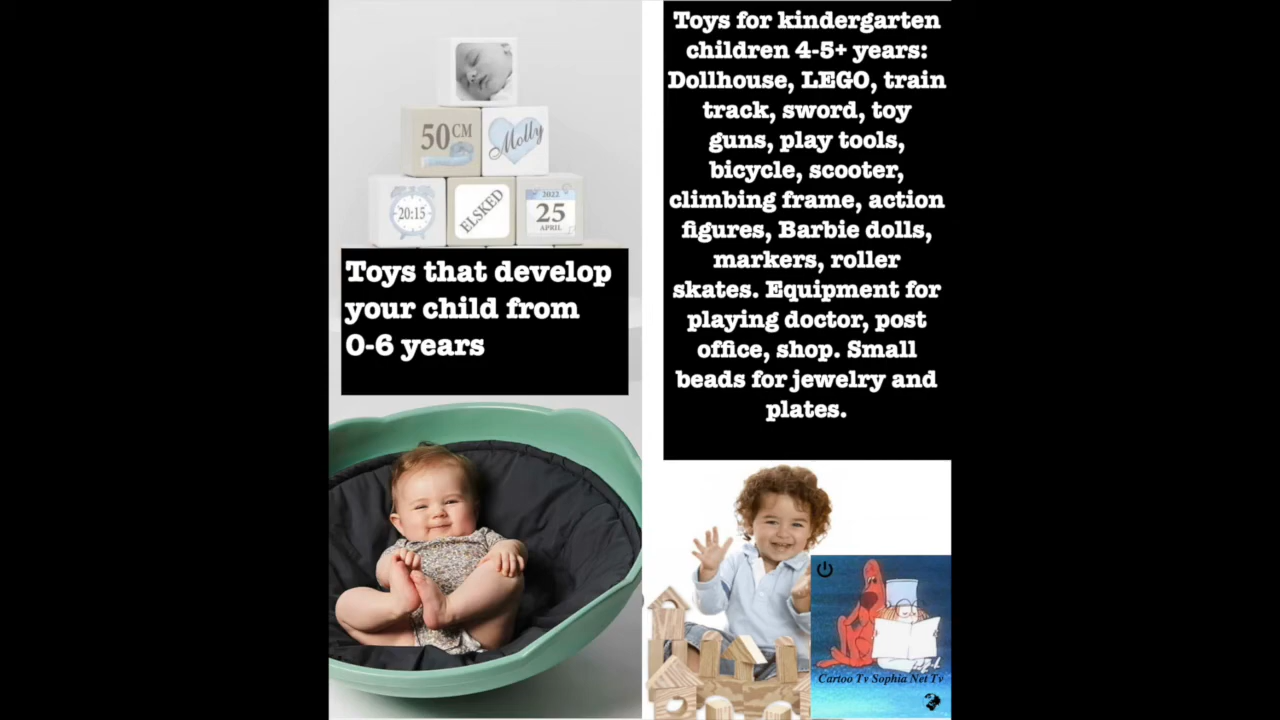 50CM
Molly
20:15
ELSKED
2022
25
APRIL
Toys that develop
your child from
0-6 years
Toys for kindergarten
children 4-5+ years:
Dollhouse, LEGO, train
track, sword, toy
guns, play tools,
bicycle, scooter,
climbing frame, action
figures, Barbie dolls,
markers, roller
skates. Equipment for
playing doctor, post
office, shop. Small
beads for jewelry and
plates.
Cartoo Tv Sophia Net Tv